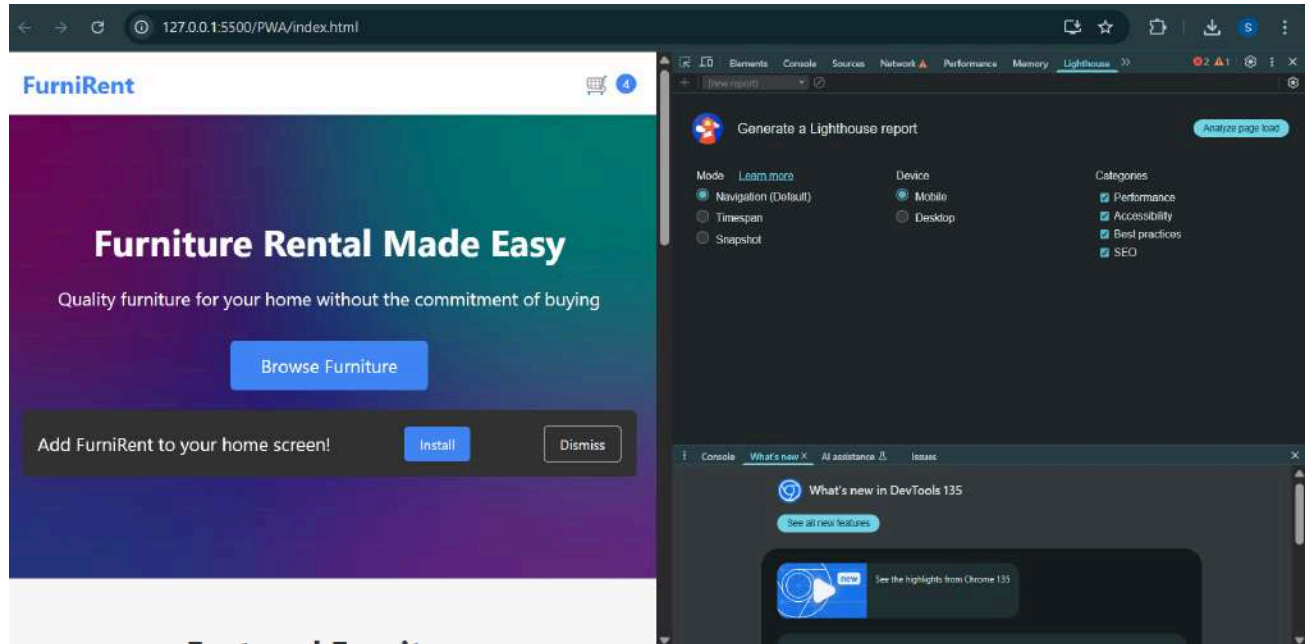 127.0.0.1:5500/PWA/index.html
S
FurniRent
4
Furniture Rental Made Easy
Quality furniture for your home without the commitment of buying
Browse Furniture
Add FurniRent to your home screen!
Install
Dismiss
Elements Console Sources Network Performance Memory Lighthouse
2 1
(new report)
Generate a Lighthouse report
Analyze page load
Mode Learn more
Navigation (Default)
Timespan
Snapshot
Device
Mobile
Desktop
Categories
Performance
Accessibility
Best practices
SEO
Console What's new AI assistance Issues
What's new in DevTools 135
See all new features
new
See the highlights from Chrome 135